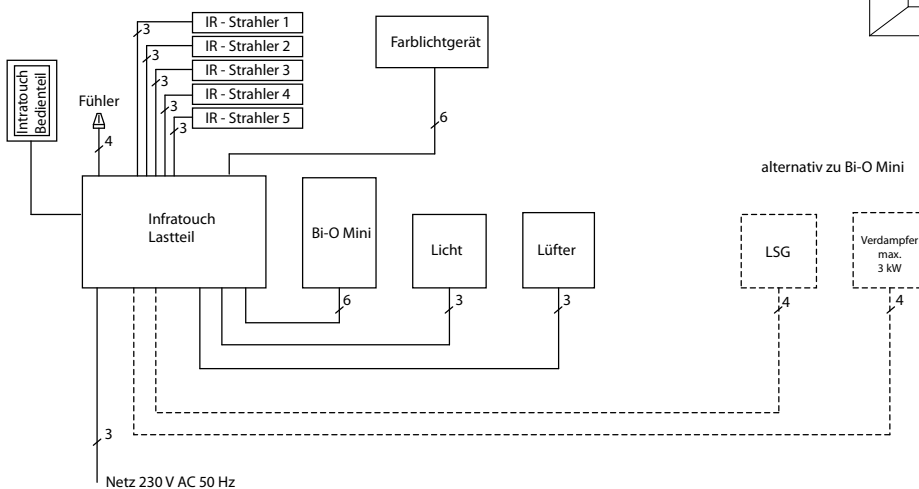 IR - Strahler 1
3
IR - Strahler 2
3
IR - Strahler 3
3
IR - Strahler 4
3
IR - Strahler 5
3
Farblichtgerät
6
Intratouch
Bedienteil
Fühler
4
alternativ zu Bi-O Mini
Infratouch
Lastteil
Bi-O Mini
6
Licht
3
Lüfter
3
LSG
4
Verdampfer
max.
3 kW
4
3
Netz 230 V AC 50 Hz